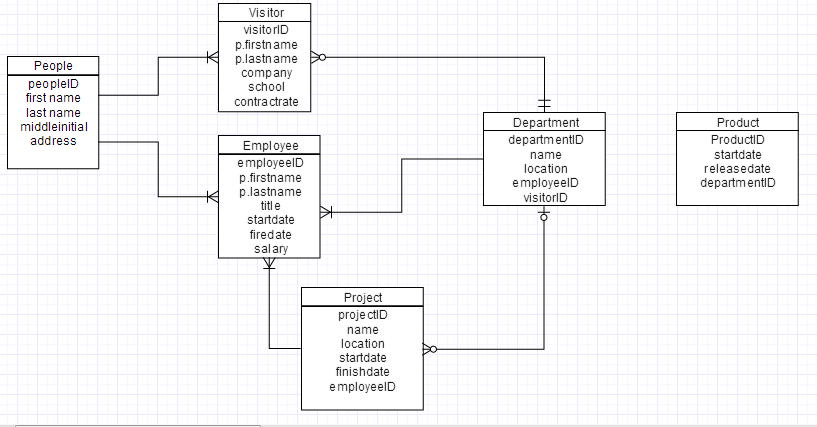 People
peopleID
first name
last name
middleinitial
address
Visitor
visitorID
p.firstname
p.lastname
company
school
contractrate
Employee
employeeID
p.firstname
p.lastname
title
startdate
firedate
salary
Project
projectID
name
location
startdate
finishdate
employeeID
Department
departmentID
name
location
employeeID
visitorID
Product
ProductID
startdate
releasedate
departmentID